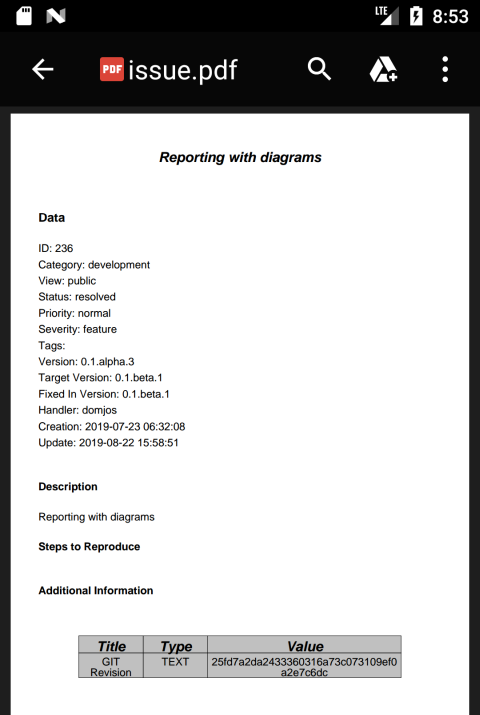 LTE 8:53
PDF issue.pdf
Reporting with diagrams
Data
ID: 236
Category: development
View: public
Status: resolved
Priority: normal
Severity: feature
Tags:
Version: 0.1.alpha.3
Target Version: 0.1.beta.1
Fixed In Version: 0.1.beta.1
Handler: domjos
Creation: 2019-07-23 06:32:08
Update: 2019-08-22 15:58:51
Description
Reporting with diagrams
Steps to Reproduce
Additional Information
Title Type Value
GIT TEXT 25fd7a2da2433360316a73c073109ef0
Revision a2e7c6dc